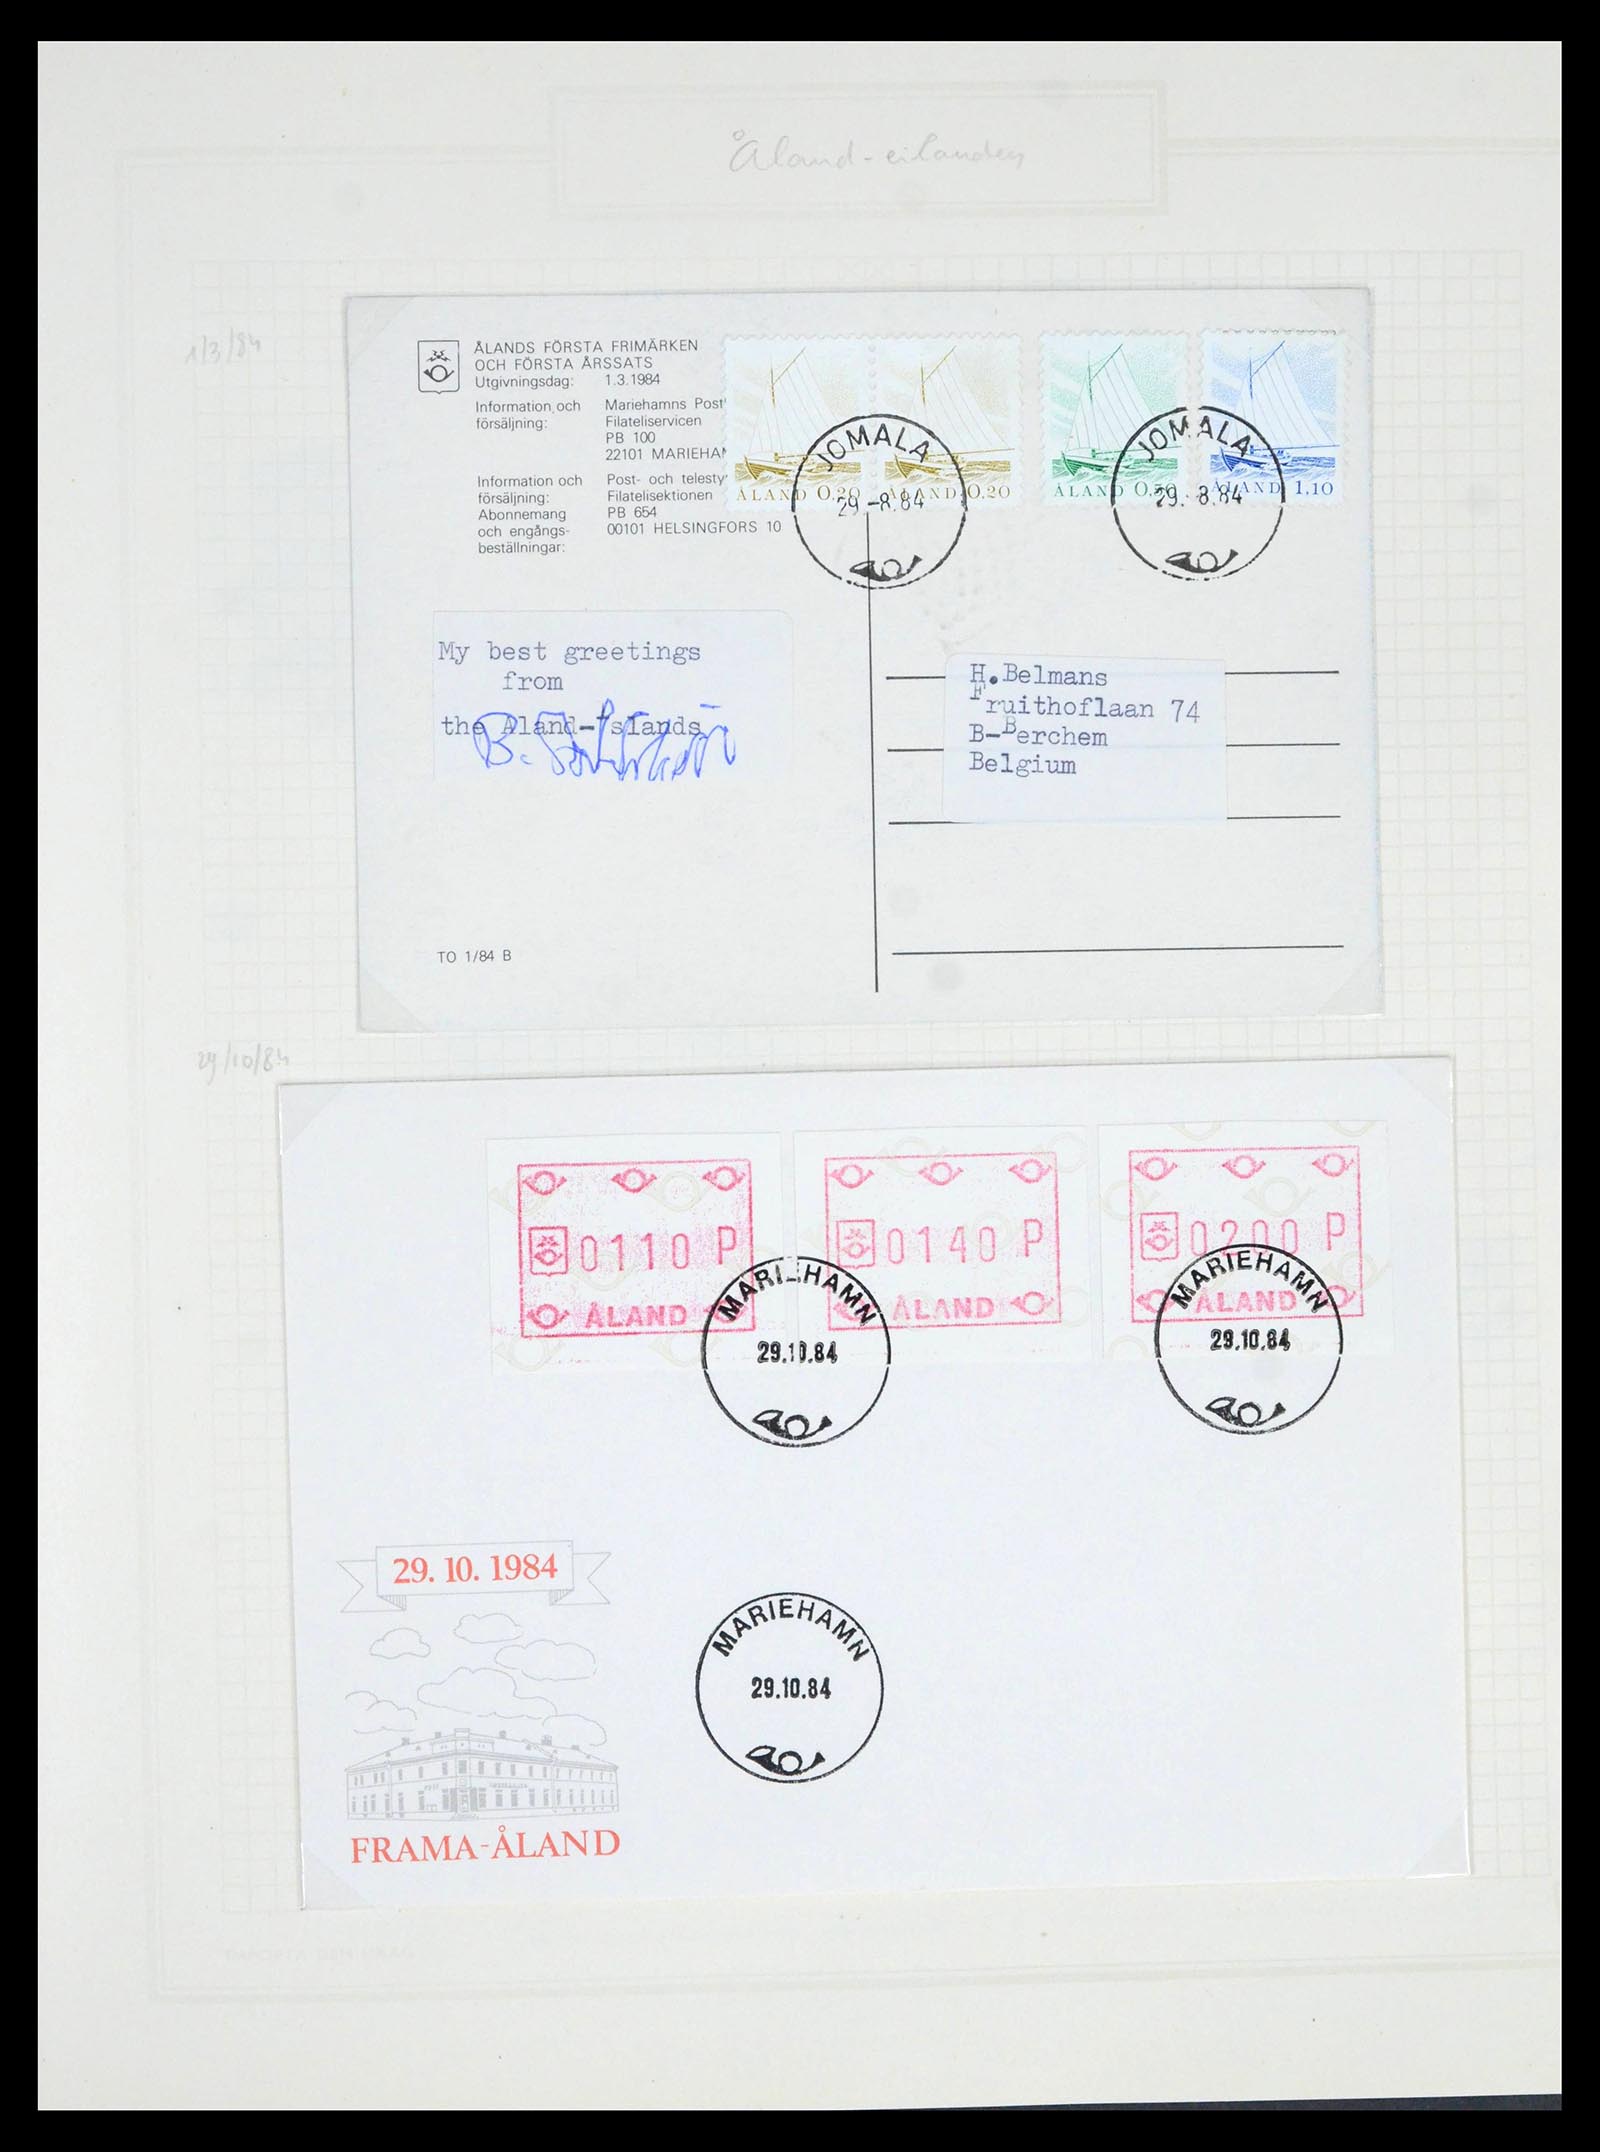 Åland-eilanden
1/3/84
ÅLANDS FÖRSTA FRIMÄRKEN
OCH FÖRSTA ÅRSSATS
Utgivningsdag: 1.3.1984
Information och Mariehamns Post
försäljning: Filateliservicen
PB 100
22101 MARIEHA
Information och Post- och telesty
försäljning: Filatelisektionen
Abonnemang PB 654
och engångs- 00101 HELSINGFORS 10
beställningar:
ÅLAND 0,20
ÅLAND 0,20
ÅLAND 0,50
ÅLAND 1,10
JOMALA
29.-8.84
JOMALA
29.-8.84
My best greetings
from
the Åland-Islands
H.Belmans
Fruithoflaan 74
B-Berchem
Belgium
TO 1/84 B
29/10/84
0110 P
ÅLAND
0140 P
ÅLAND
0200 P
ÅLAND
MARIEHAMN
29.10.84
MARIEHAMN
29.10.84
29. 10. 1984
MARIEHAMN
29.10.84
POST
FRAMA-ÅLAND